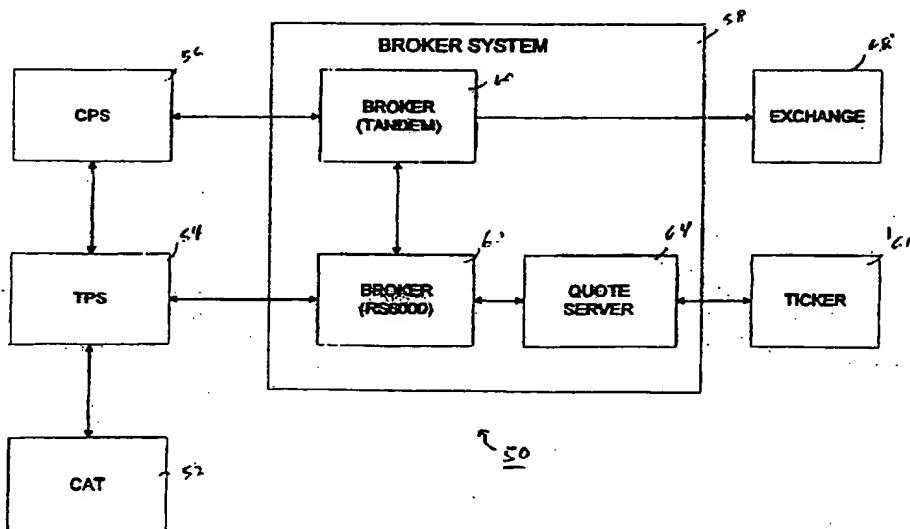 58
BROKER SYSTEM
56
CPS
BROKER
(TANDEM)
EXCHANGE
54
TPS
BROKER
(RS6000)
64
QUOTE
SERVER
TICKER
50
CAT
52